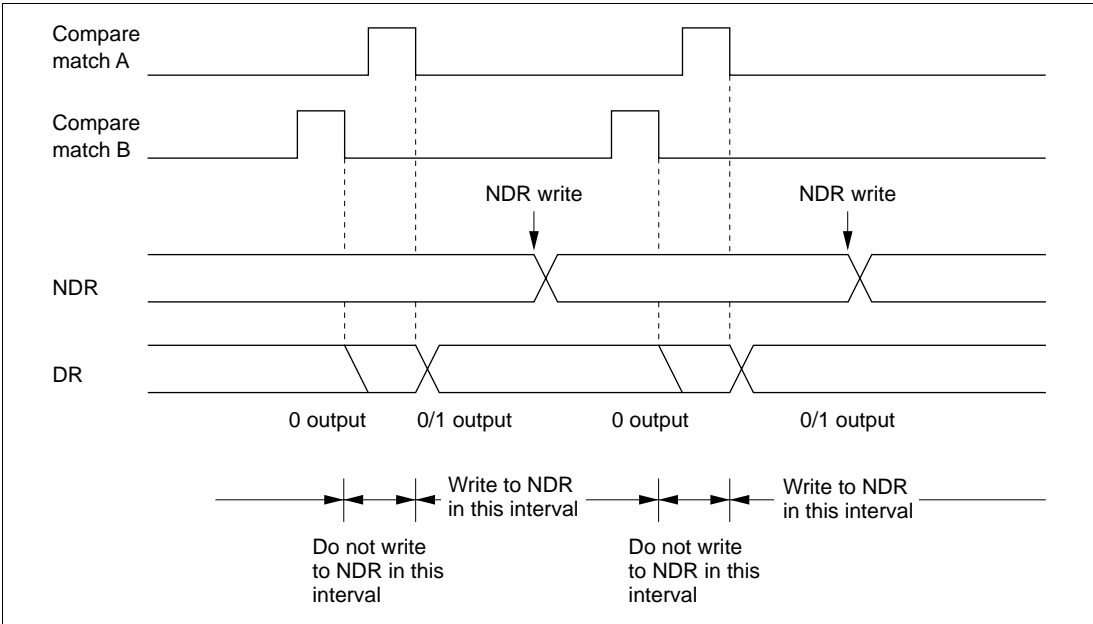 Compare
match A
Compare
match B
NDR write
NDR write
NDR
DR
0 output
0/1 output
0 output
0/1 output
Write to NDR
in this interval
Write to NDR
in this interval
Do not write
to NDR in this
interval
Do not write
to NDR in this
interval